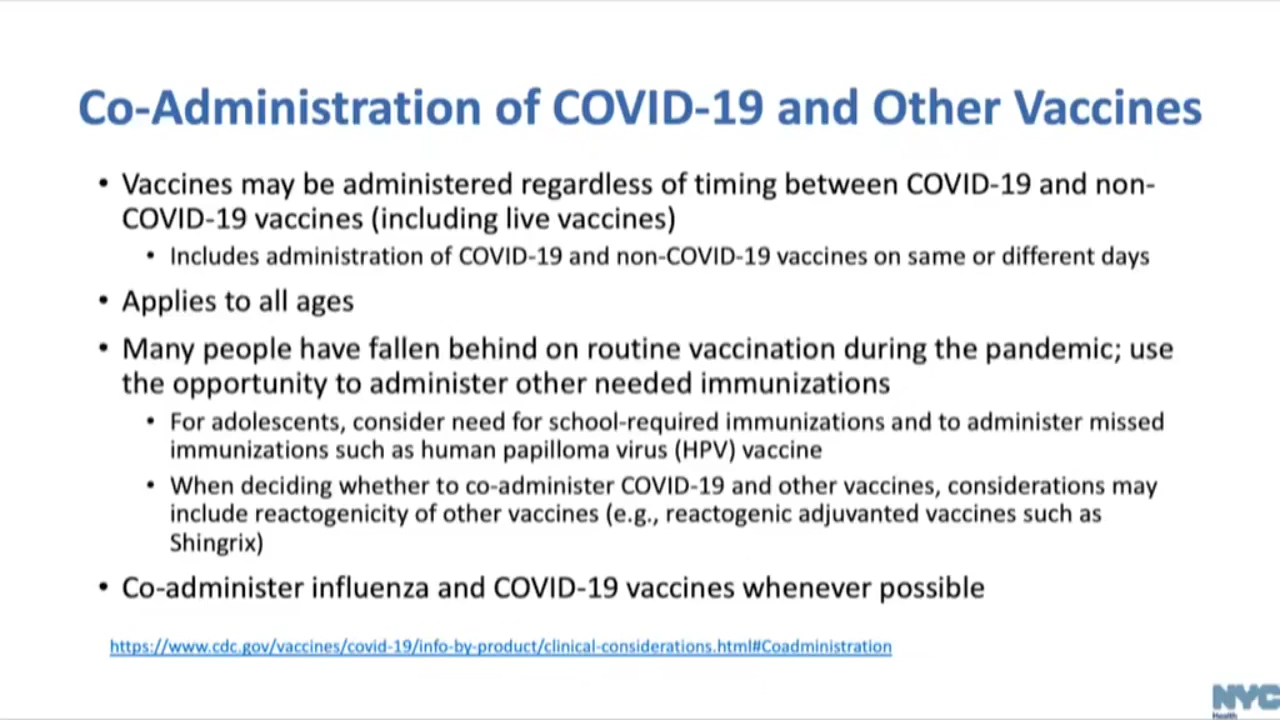 Co-Administration of COVID-19 and Other Vaccines
• Vaccines may be administered regardless of timing between COVID-19 and non-
COVID-19 vaccines (including live vaccines)
• Includes administration of COVID-19 and non-COVID-19 vaccines on same or different days
• Applies to all ages
• Many people have fallen behind on routine vaccination during the pandemic; use
the opportunity to administer other needed immunizations
• For adolescents, consider need for school-required immunizations and to administer missed
immunizations such as human papilloma virus (HPV) vaccine
• When deciding whether to co-administer COVID-19 and other vaccines, considerations may
include reactogenicity of other vaccines (e.g., reactogenic adjuvanted vaccines such as
Shingrix)
• Co-administer influenza and COVID-19 vaccines whenever possible
https://www.cdc.gov/vaccines/covid-19/info-by-product/clinical-considerations.html#Coadministration
NYC
Health